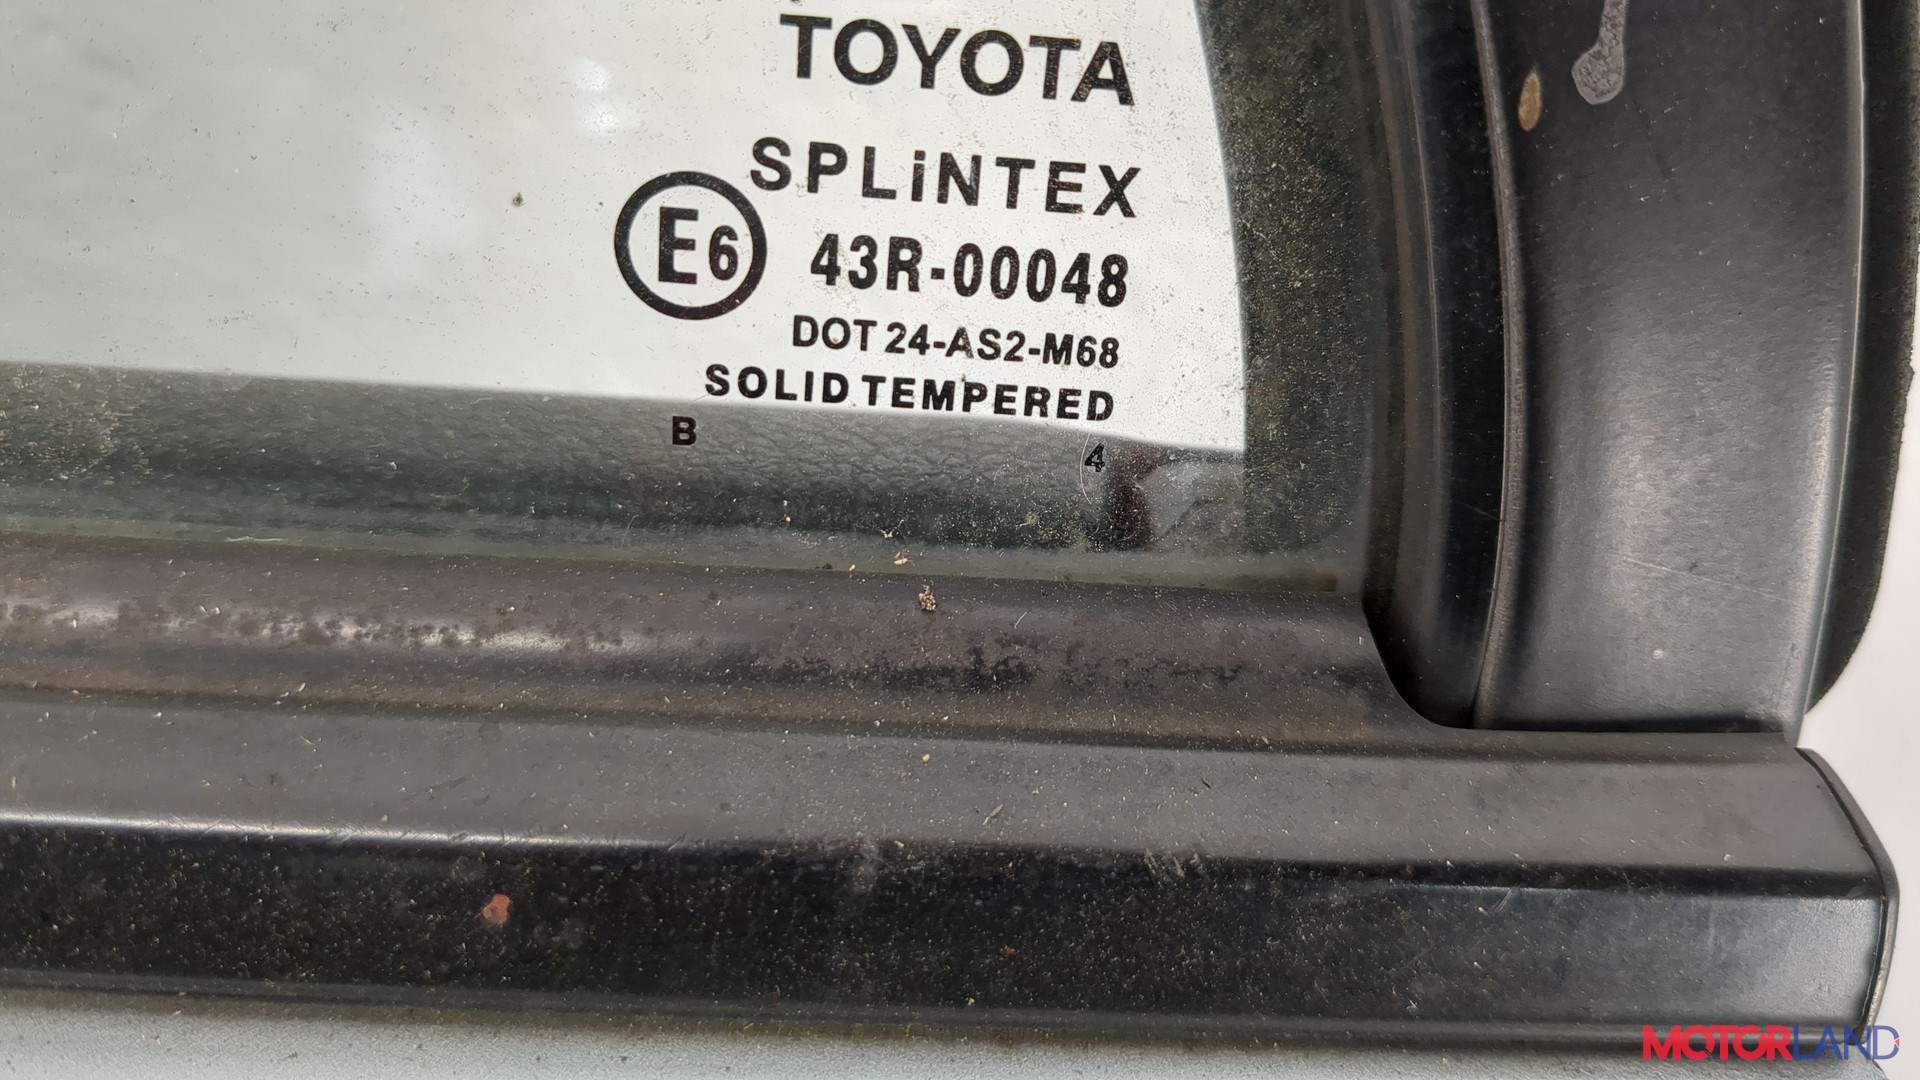 TOYOTA
SPLiNTEX
E6 43R-00048
DOT 24-AS2-M68
SOLID TEMPERED
B 4
MOTORLAND